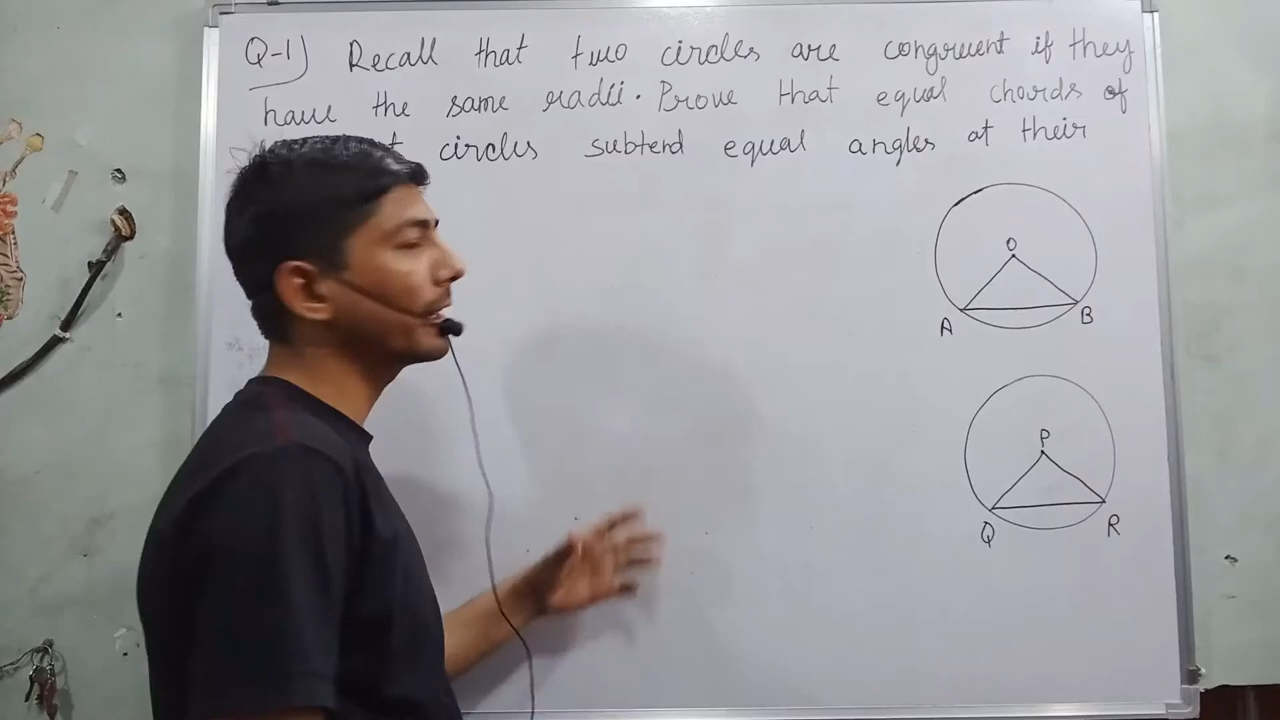 Q-1) Recall that two circles are congruent if they
have the same radii. Prove that equal chords of
circles subtend equal angles at their
O
A B
P
Q R